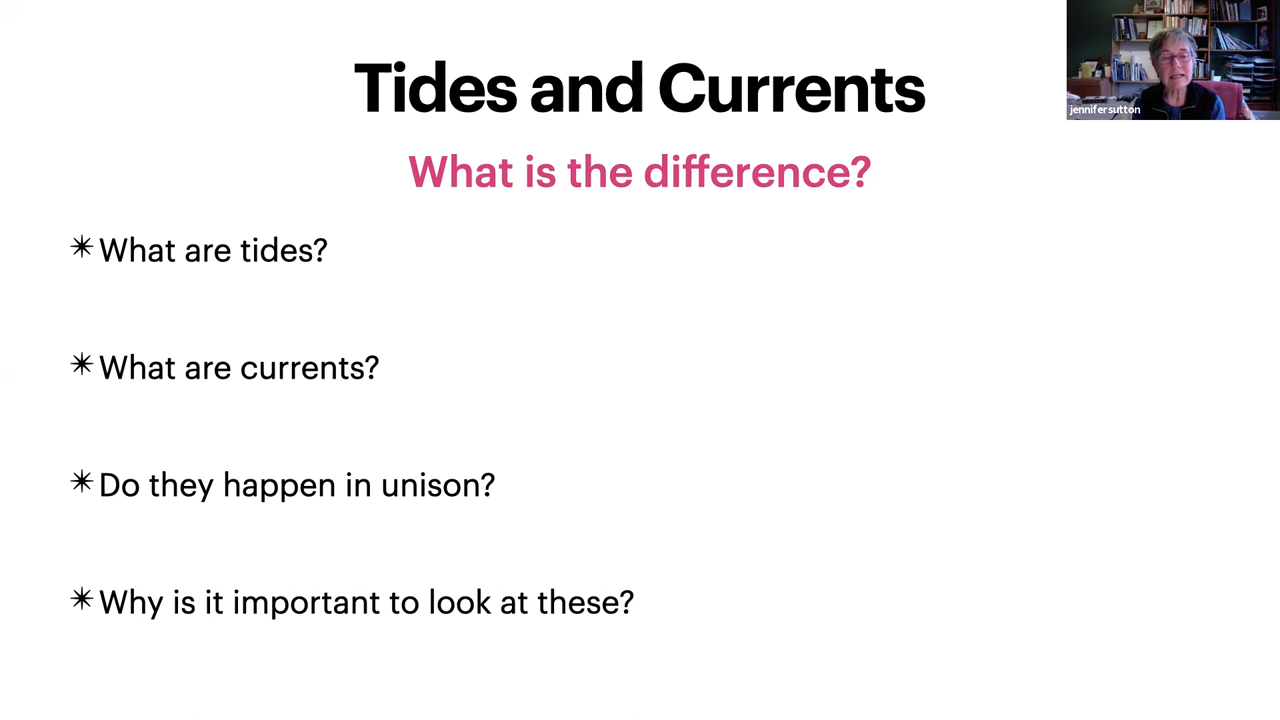 Tides and Currents
jennifersutton
What is the difference?
✴What are tides?
✴What are currents?
✴Do they happen in unison?
✴Why is it important to look at these?